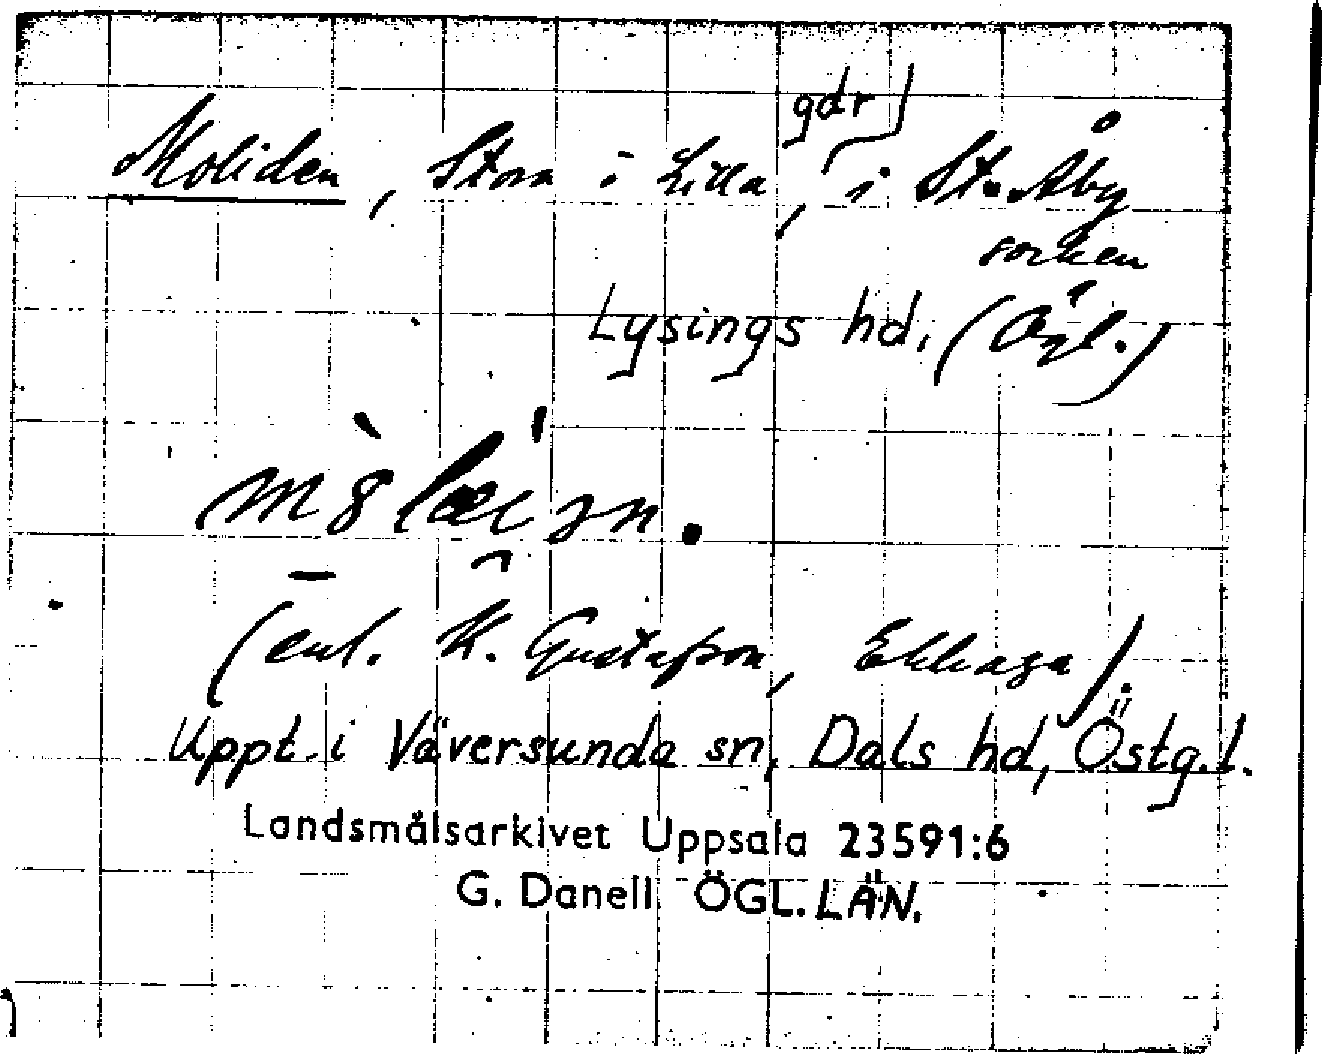 gdr
Moliden, Stora o Lilla, i St. Åby
socken
Lysings hd. (Ögl.)
(enl. K. Gustafson, Ekhaga).
Uppt. i Väversunda sn, Dals hd, Östg.l.
Landsmålsarkivet Uppsala 23591:6
G. Danell ÖGL. LÄN.